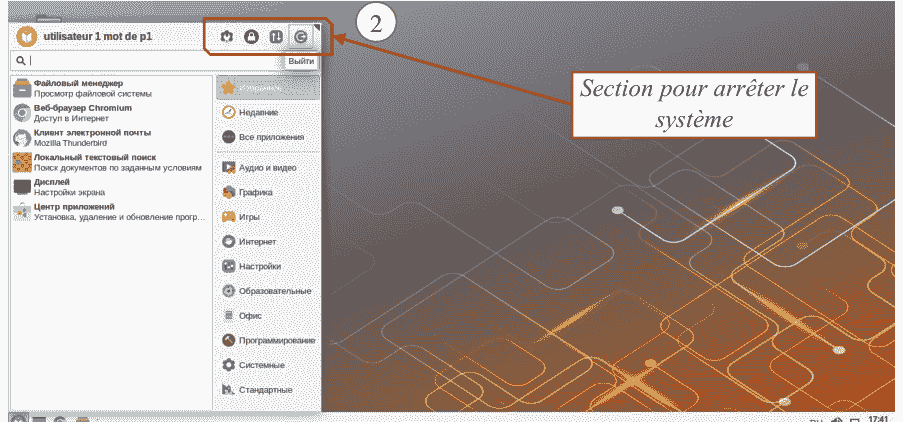 2
utilisateur 1 mot de p1
Выйти
Section pour arrêter le
système
Файловый менеджер
Просмотр файловой системы
Веб-браузер Chromium
Доступ в Интернет
Клиент электронной почты
Mozilla Thunderbird
Локальный текстовый поиск
Поиск документов по заданным условиям
Дисплей
Настройки экрана
Центр приложений
Установка, удаление и обновление прогр...
Избранное
Недавние
Все приложения
Аудио и видео
Графика
Игры
Интернет
Настройки
Образовательные
Офис
Программирование
Системные
Стандартные
17:41